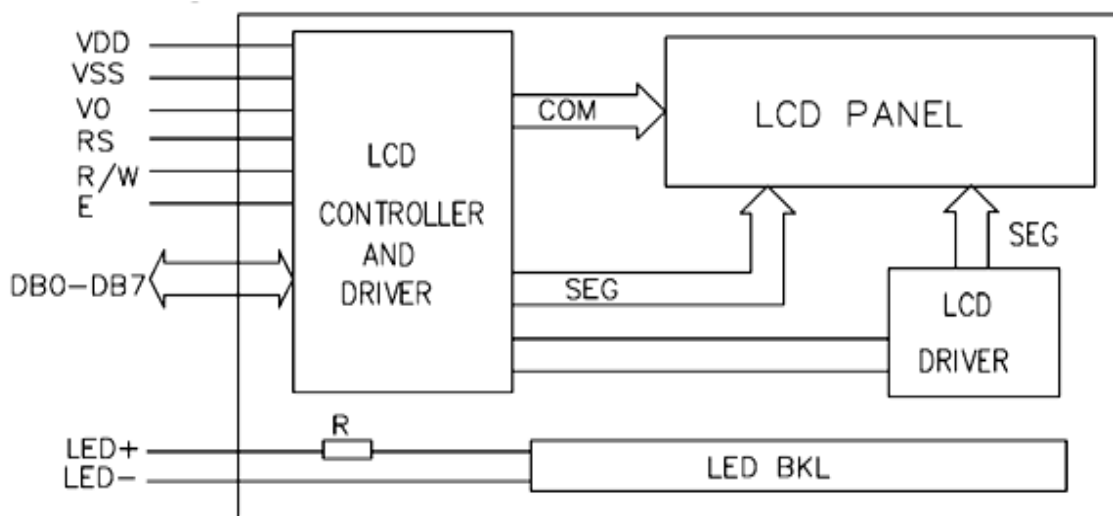 VDD
VSS
V0
RS
R/W
E
DB0-DB7
LED+
LED-
LCD
CONTROLLER
AND
DRIVER
COM
SEG
LCD PANEL
SEG
LCD
DRIVER
R
LED BKL